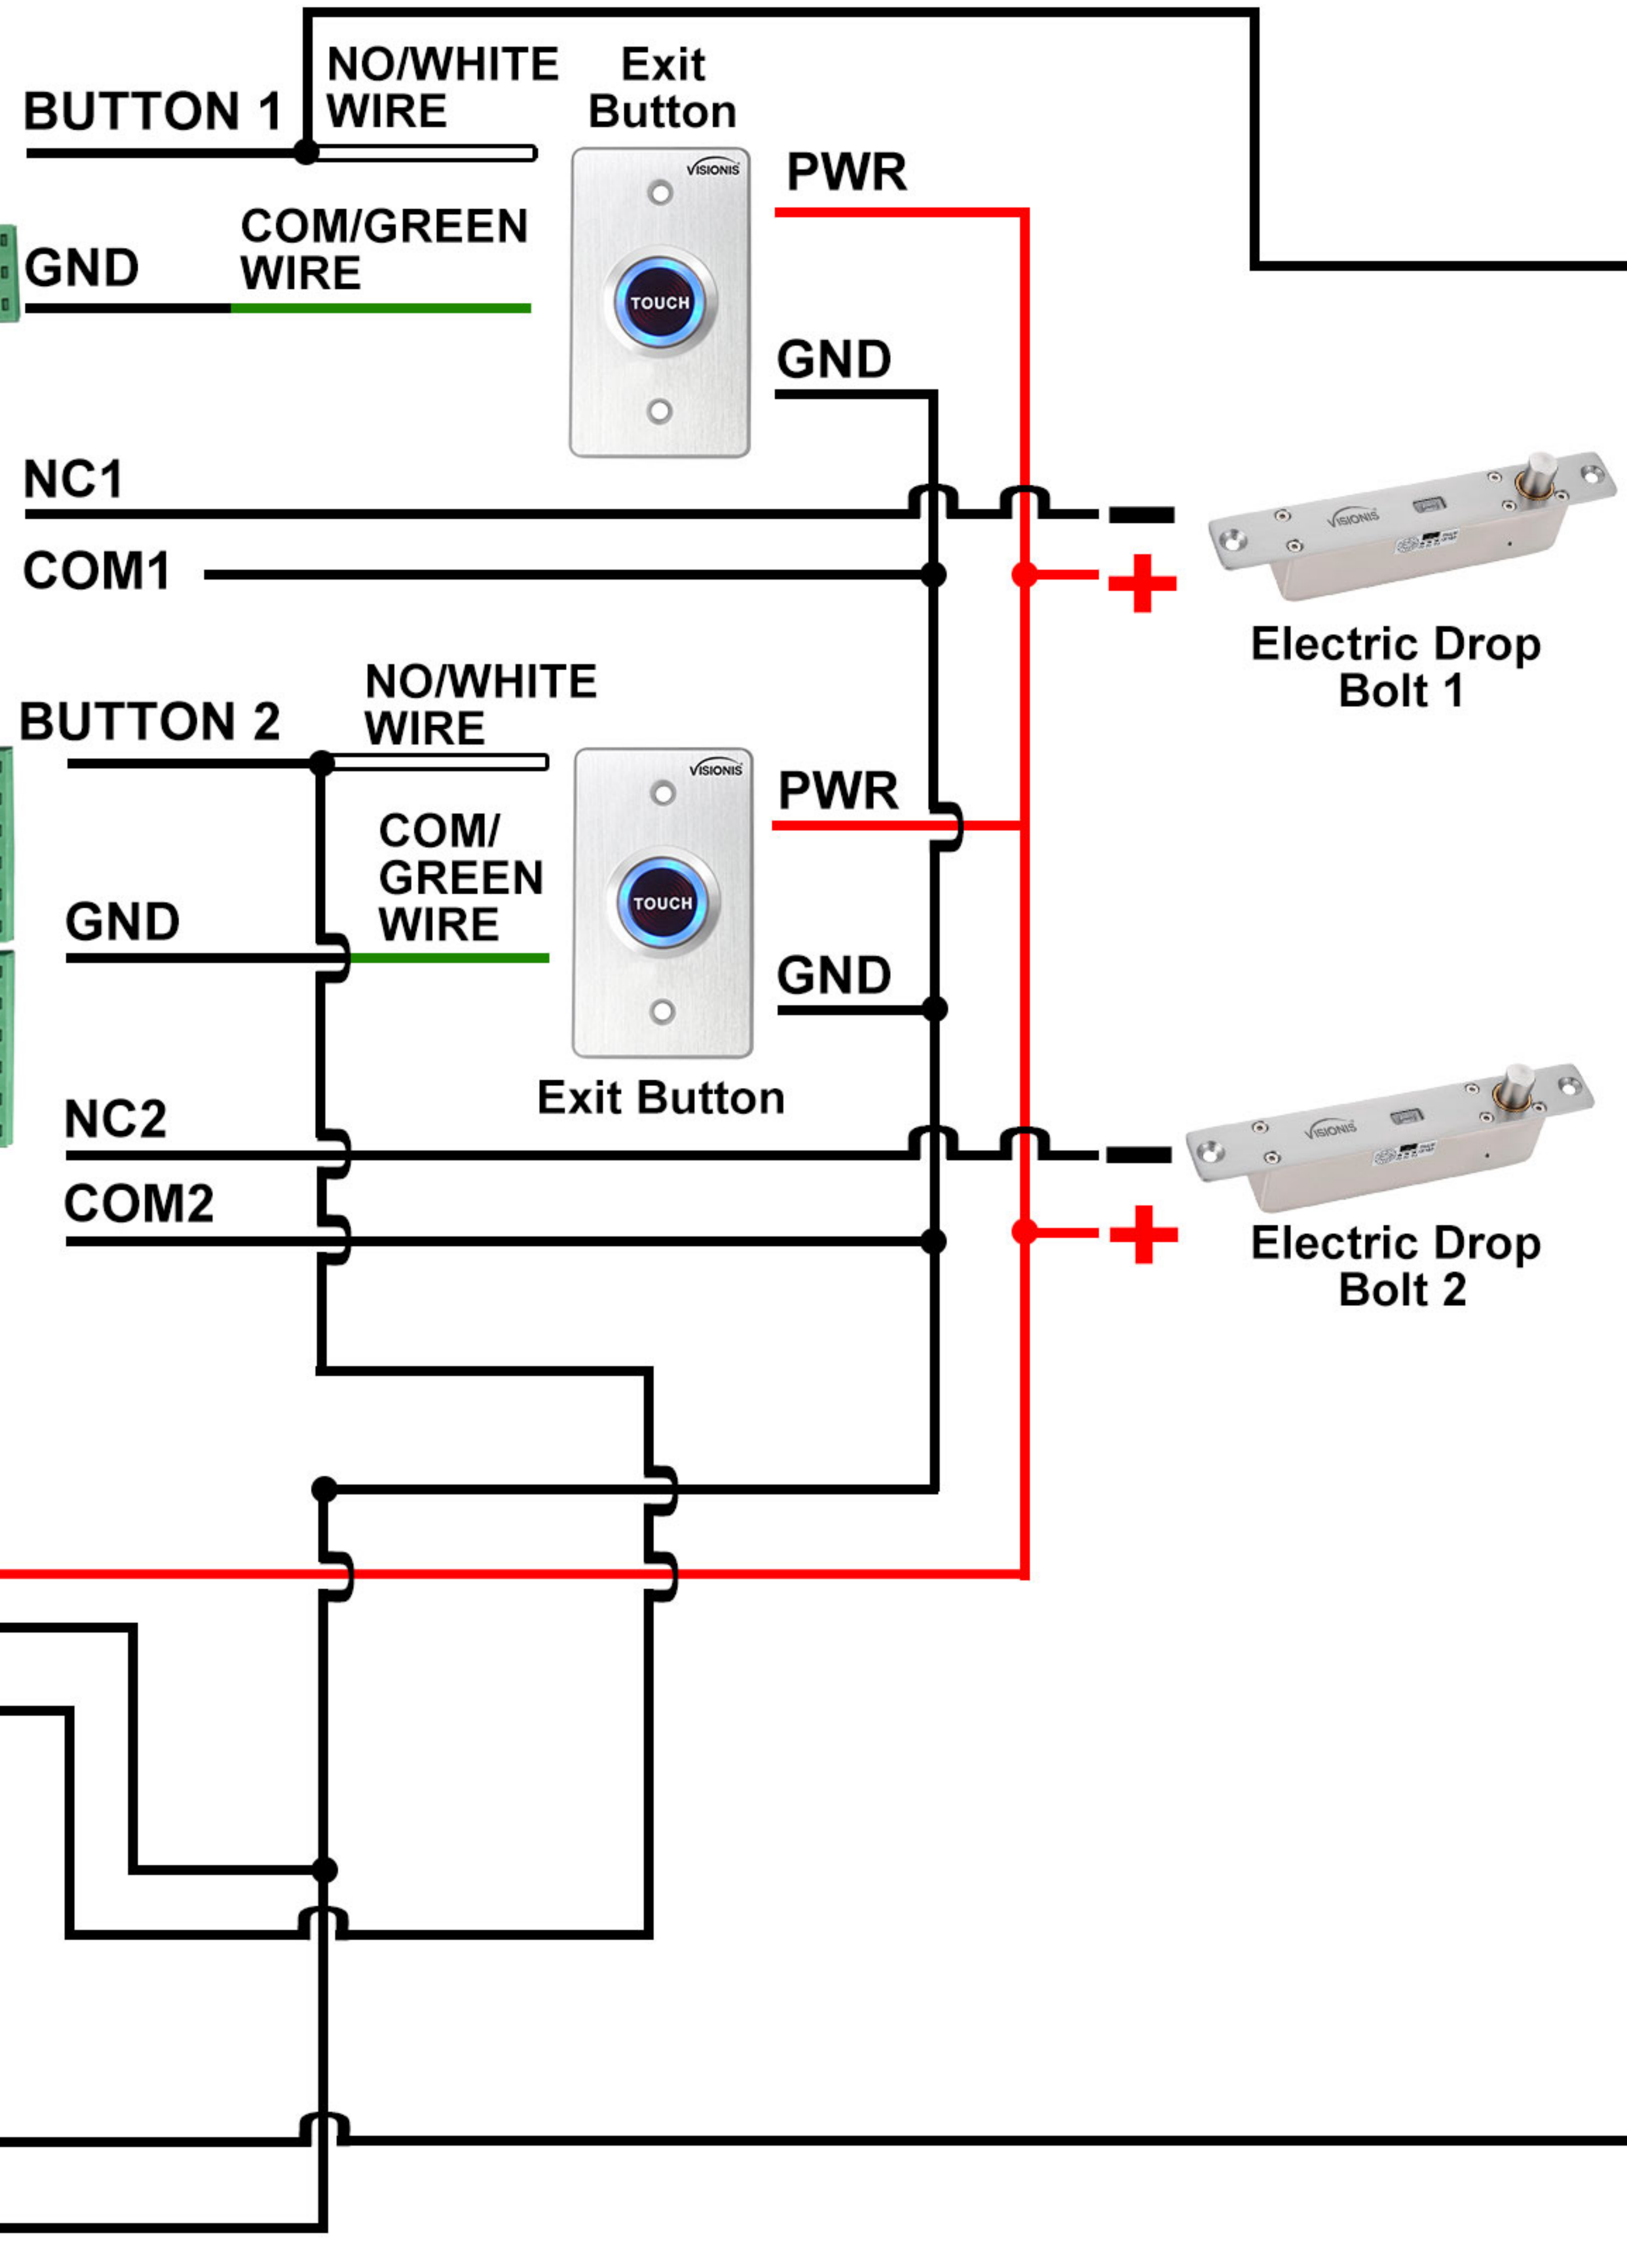 NO/WHITE
WIRE
Exit
Button
BUTTON 1
VISIONIS
PWR
COM/GREEN
WIRE
GND
TOUCH
GND
NC1
VISIONIS
COM1
Electric Drop
Bolt 1
NO/WHITE
WIRE
BUTTON 2
VISIONIS
PWR
COM/
GREEN
WIRE
TOUCH
GND
GND
Exit Button
NC2
VISIONIS
COM2
Electric Drop
Bolt 2